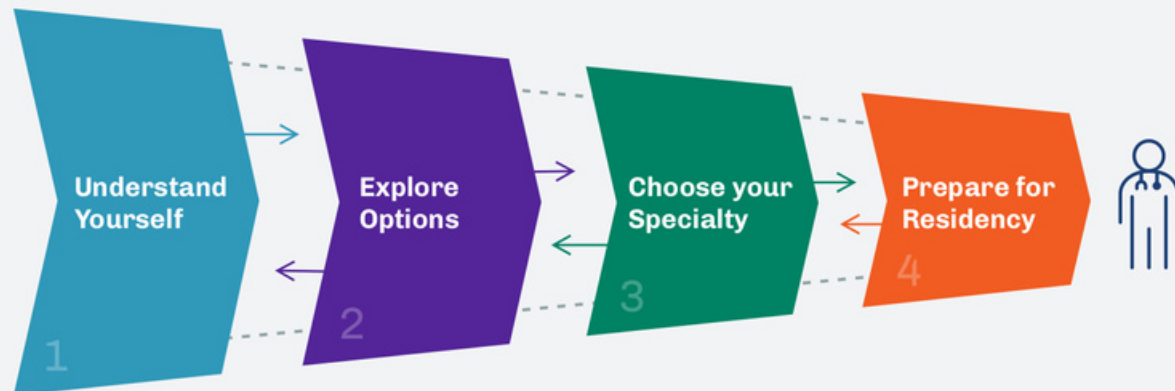 Understand
Yourself
1
Explore
Options
2
Choose your
Specialty
3
Prepare for
Residency
4